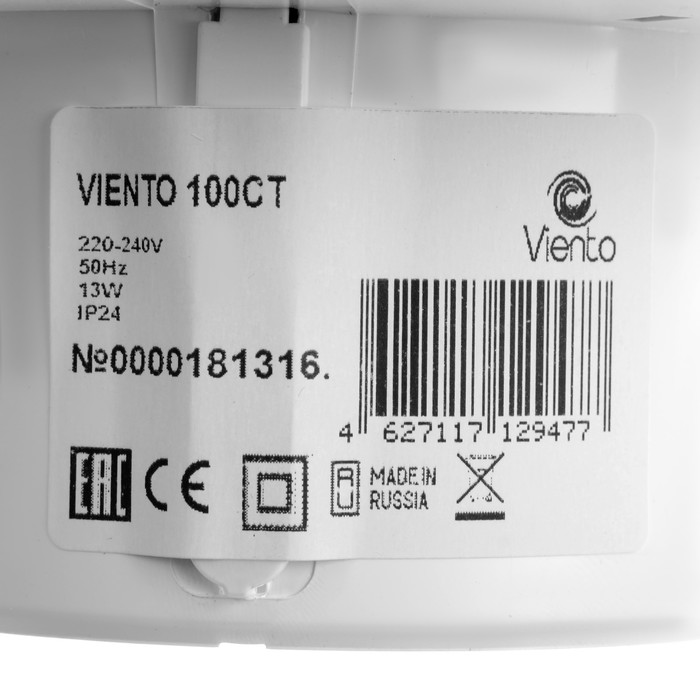 VIENTO 100CT
Viento
220-240V
50Hz
13W
IP24
№0000181316.
4 627117 129477
EAC CE RU MADE IN
RUSSIA